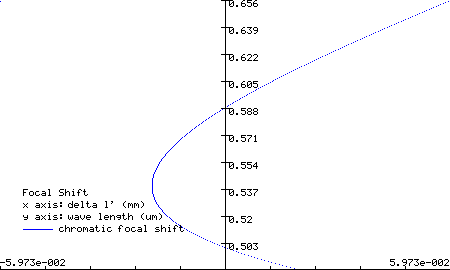 0.656
0.639
0.622
0.605
0.588
0.571
0.554
0.537
0.52
0.503
Focal Shift
x axis: delta l' (mm)
y axis: wave length (um)
chromatic focal shift
-5.973e-002
5.973e-002